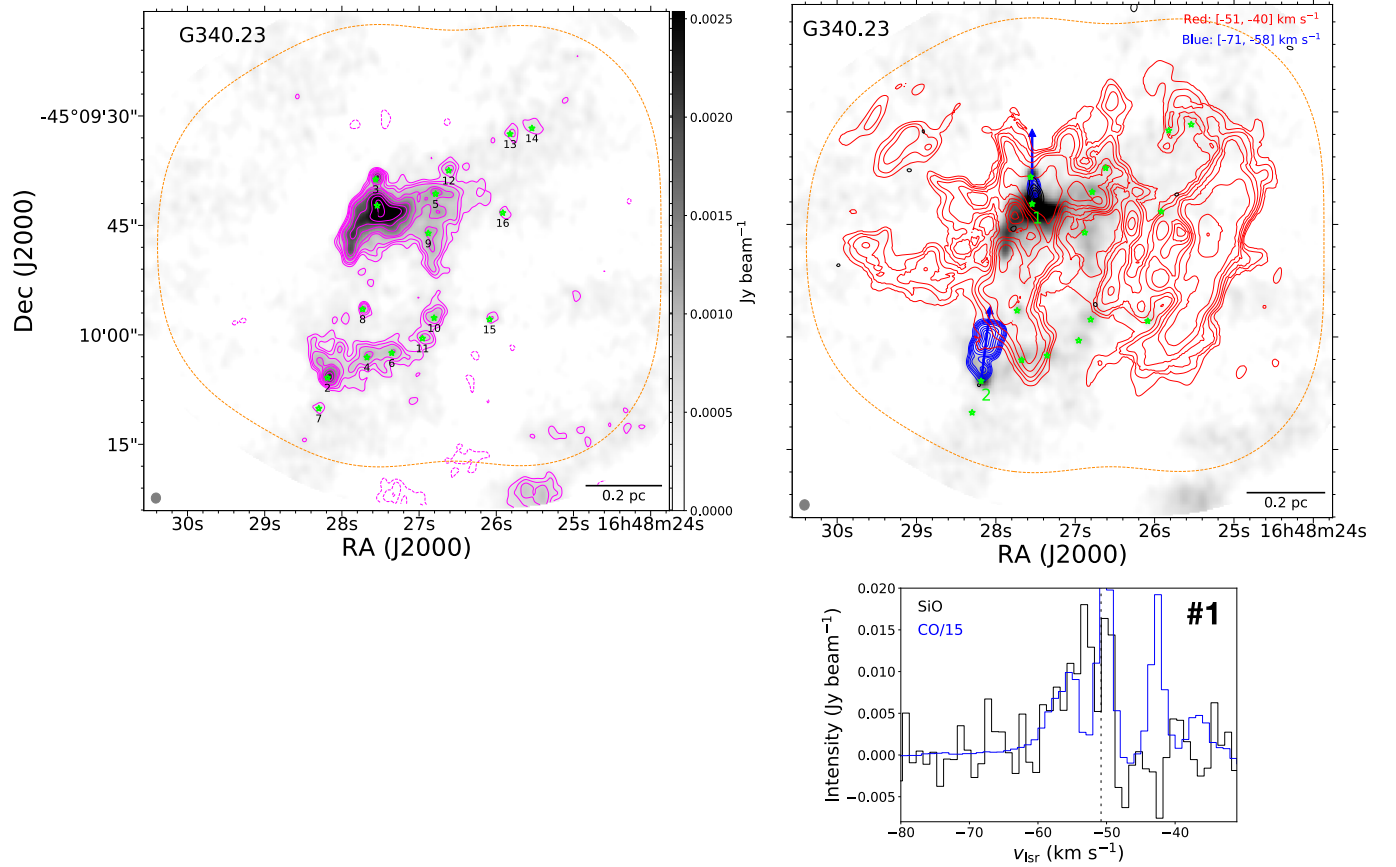 G340.23
-45°09'30"
45"
10'00"
15"
Dec (J2000)
30s 29s 28s 27s 26s 25s 16h48m24s
RA (J2000)
14
13
12
3
5
16
9
8
10
15
11
4 6
2
7
0.2 pc
0.0025
0.0020
0.0015
0.0010
0.0005
0.0000
Jy beam⁻¹
G340.23
Red: [-51, -40] km s⁻¹
Blue: [-71, -58] km s⁻¹
1
2
0.2 pc
30s 29s 28s 27s 26s 25s 16h48m24s
RA (J2000)
SiO
CO/15
#1
0.020
0.015
0.010
0.005
0.000
−0.005
Intensity (Jy beam⁻¹)
−80 −70 −60 −50 −40
v_lsr (km s⁻¹)